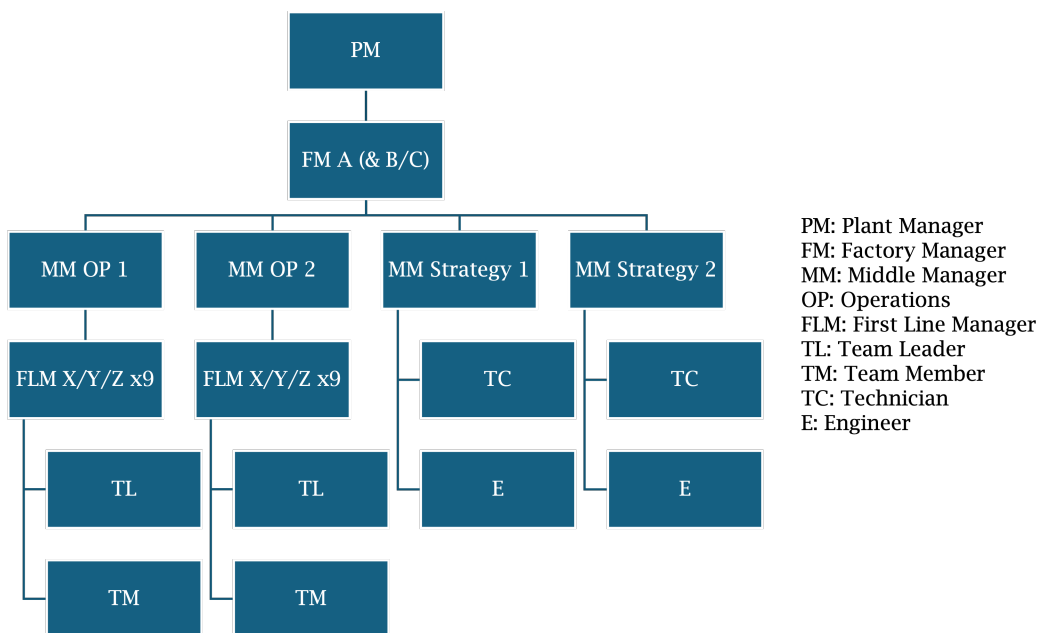 PM
FM A (& B/C)
MM OP 1
MM OP 2
MM Strategy 1
MM Strategy 2
FLM X/Y/Z x9
FLM X/Y/Z x9
TC
TC
TL
TL
E
E
TM
TM
PM: Plant Manager
FM: Factory Manager
MM: Middle Manager
OP: Operations
FLM: First Line Manager
TL: Team Leader
TM: Team Member
TC: Technician
E: Engineer